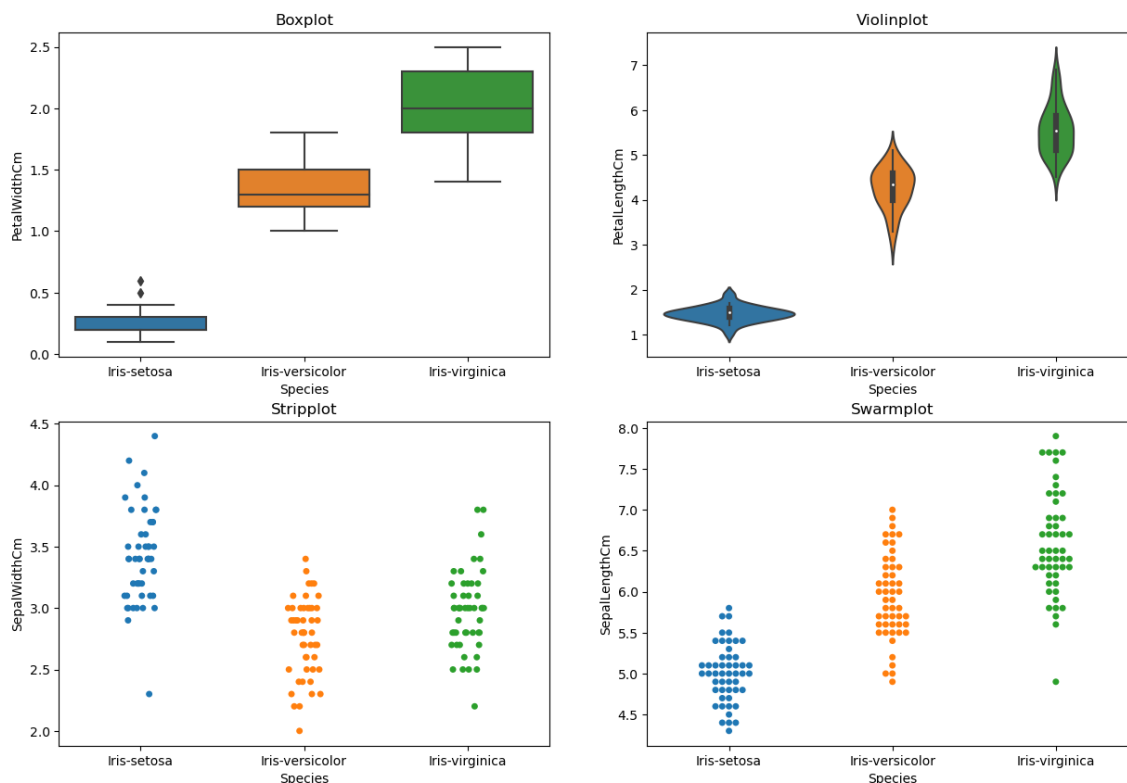 Boxplot
PetalWidthCm
2.5
2.0
1.5
1.0
0.5
0.0
Iris-setosa Iris-versicolor Iris-virginica
Species
Violinplot
PetalLengthCm
7
6
5
4
3
2
1
Iris-setosa Iris-versicolor Iris-virginica
Species
Stripplot
SepalWidthCm
4.5
4.0
3.5
3.0
2.5
2.0
Iris-setosa Iris-versicolor Iris-virginica
Species
Swarmplot
SepalLengthCm
8.0
7.5
7.0
6.5
6.0
5.5
5.0
4.5
Iris-setosa Iris-versicolor Iris-virginica
Species